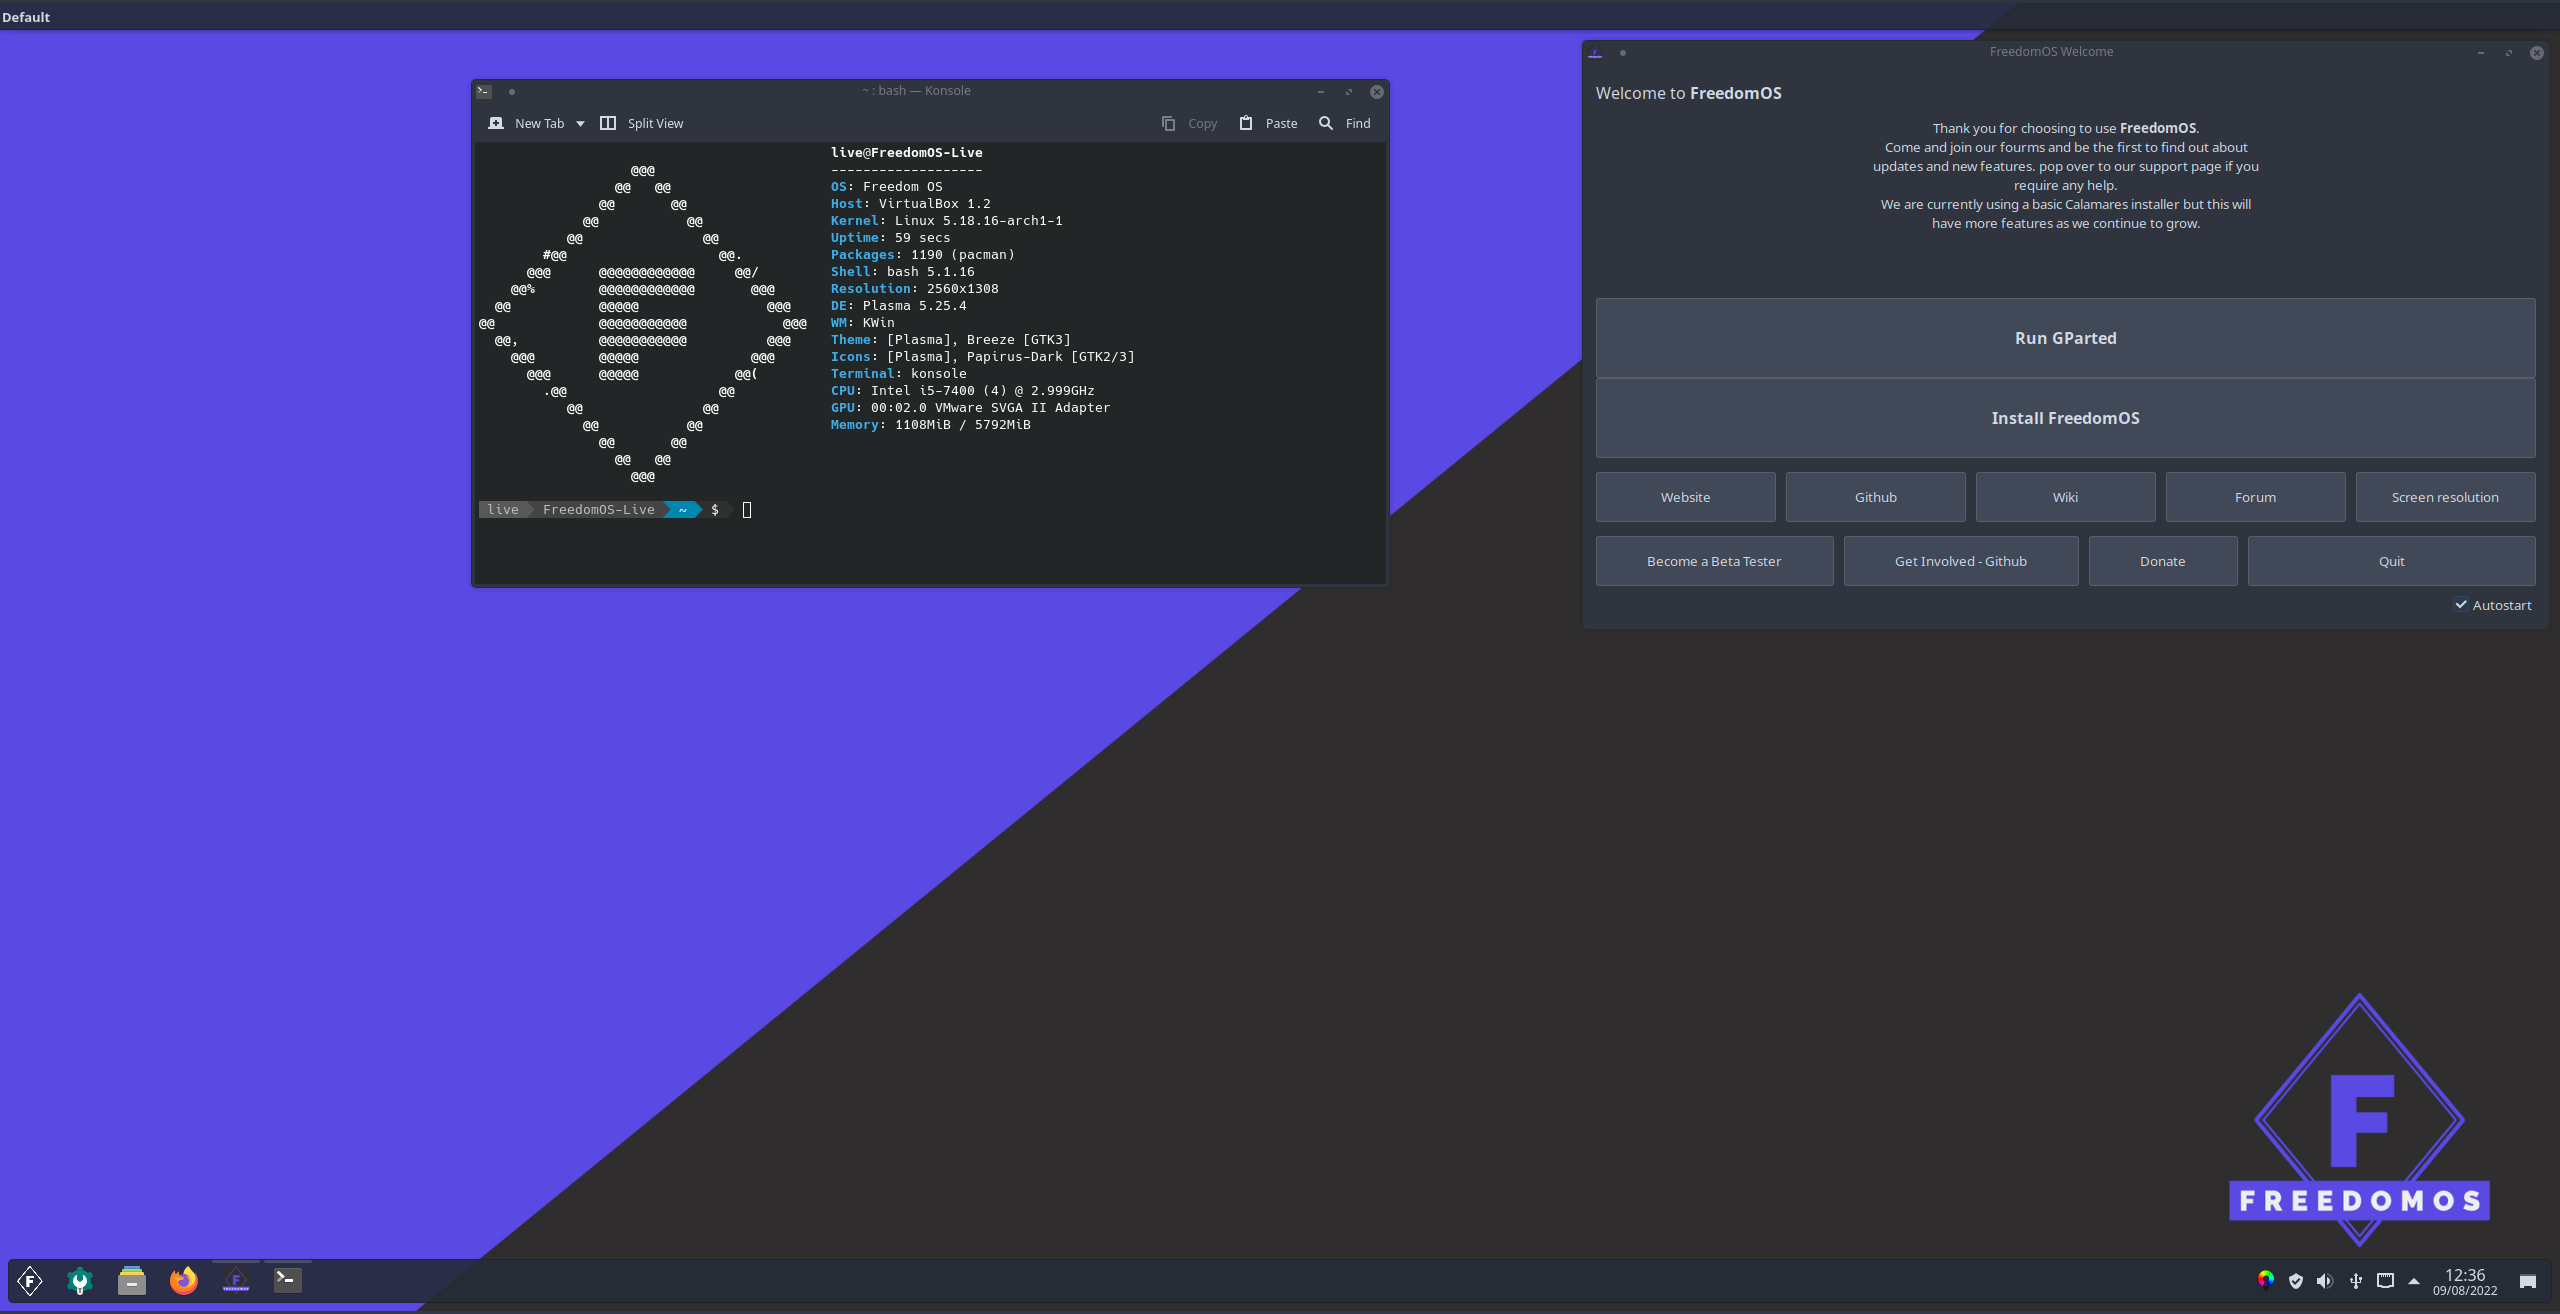 Default
~ : bash — Konsole
New Tab
Split View
Copy
Paste
Find
live@FreedomOS-Live
-------------------
OS: Freedom OS
Host: VirtualBox 1.2
Kernel: Linux 5.18.16-arch1-1
Uptime: 59 secs
Packages: 1190 (pacman)
Shell: bash 5.1.16
Resolution: 2560x1308
DE: Plasma 5.25.4
WM: KWin
Theme: [Plasma], Breeze [GTK3]
Icons: [Plasma], Papirus-Dark [GTK2/3]
Terminal: konsole
CPU: Intel i5-7400 (4) @ 2.999GHz
GPU: 00:02.0 VMware SVGA II Adapter
Memory: 1108MiB / 5792MiB
live FreedomOS-Live ~ $
FreedomOS Welcome
Welcome to FreedomOS
Thank you for choosing to use FreedomOS.
Come and join our fourms and be the first to find out about
updates and new features. pop over to our support page if you
require any help.
We are currently using a basic Calamares installer but this will
have more features as we continue to grow.
Run GParted
Install FreedomOS
Website
Github
Wiki
Forum
Screen resolution
Become a Beta Tester
Get Involved - Github
Donate
Quit
Autostart
F
FREEDOMOS
12:36
09/08/2022